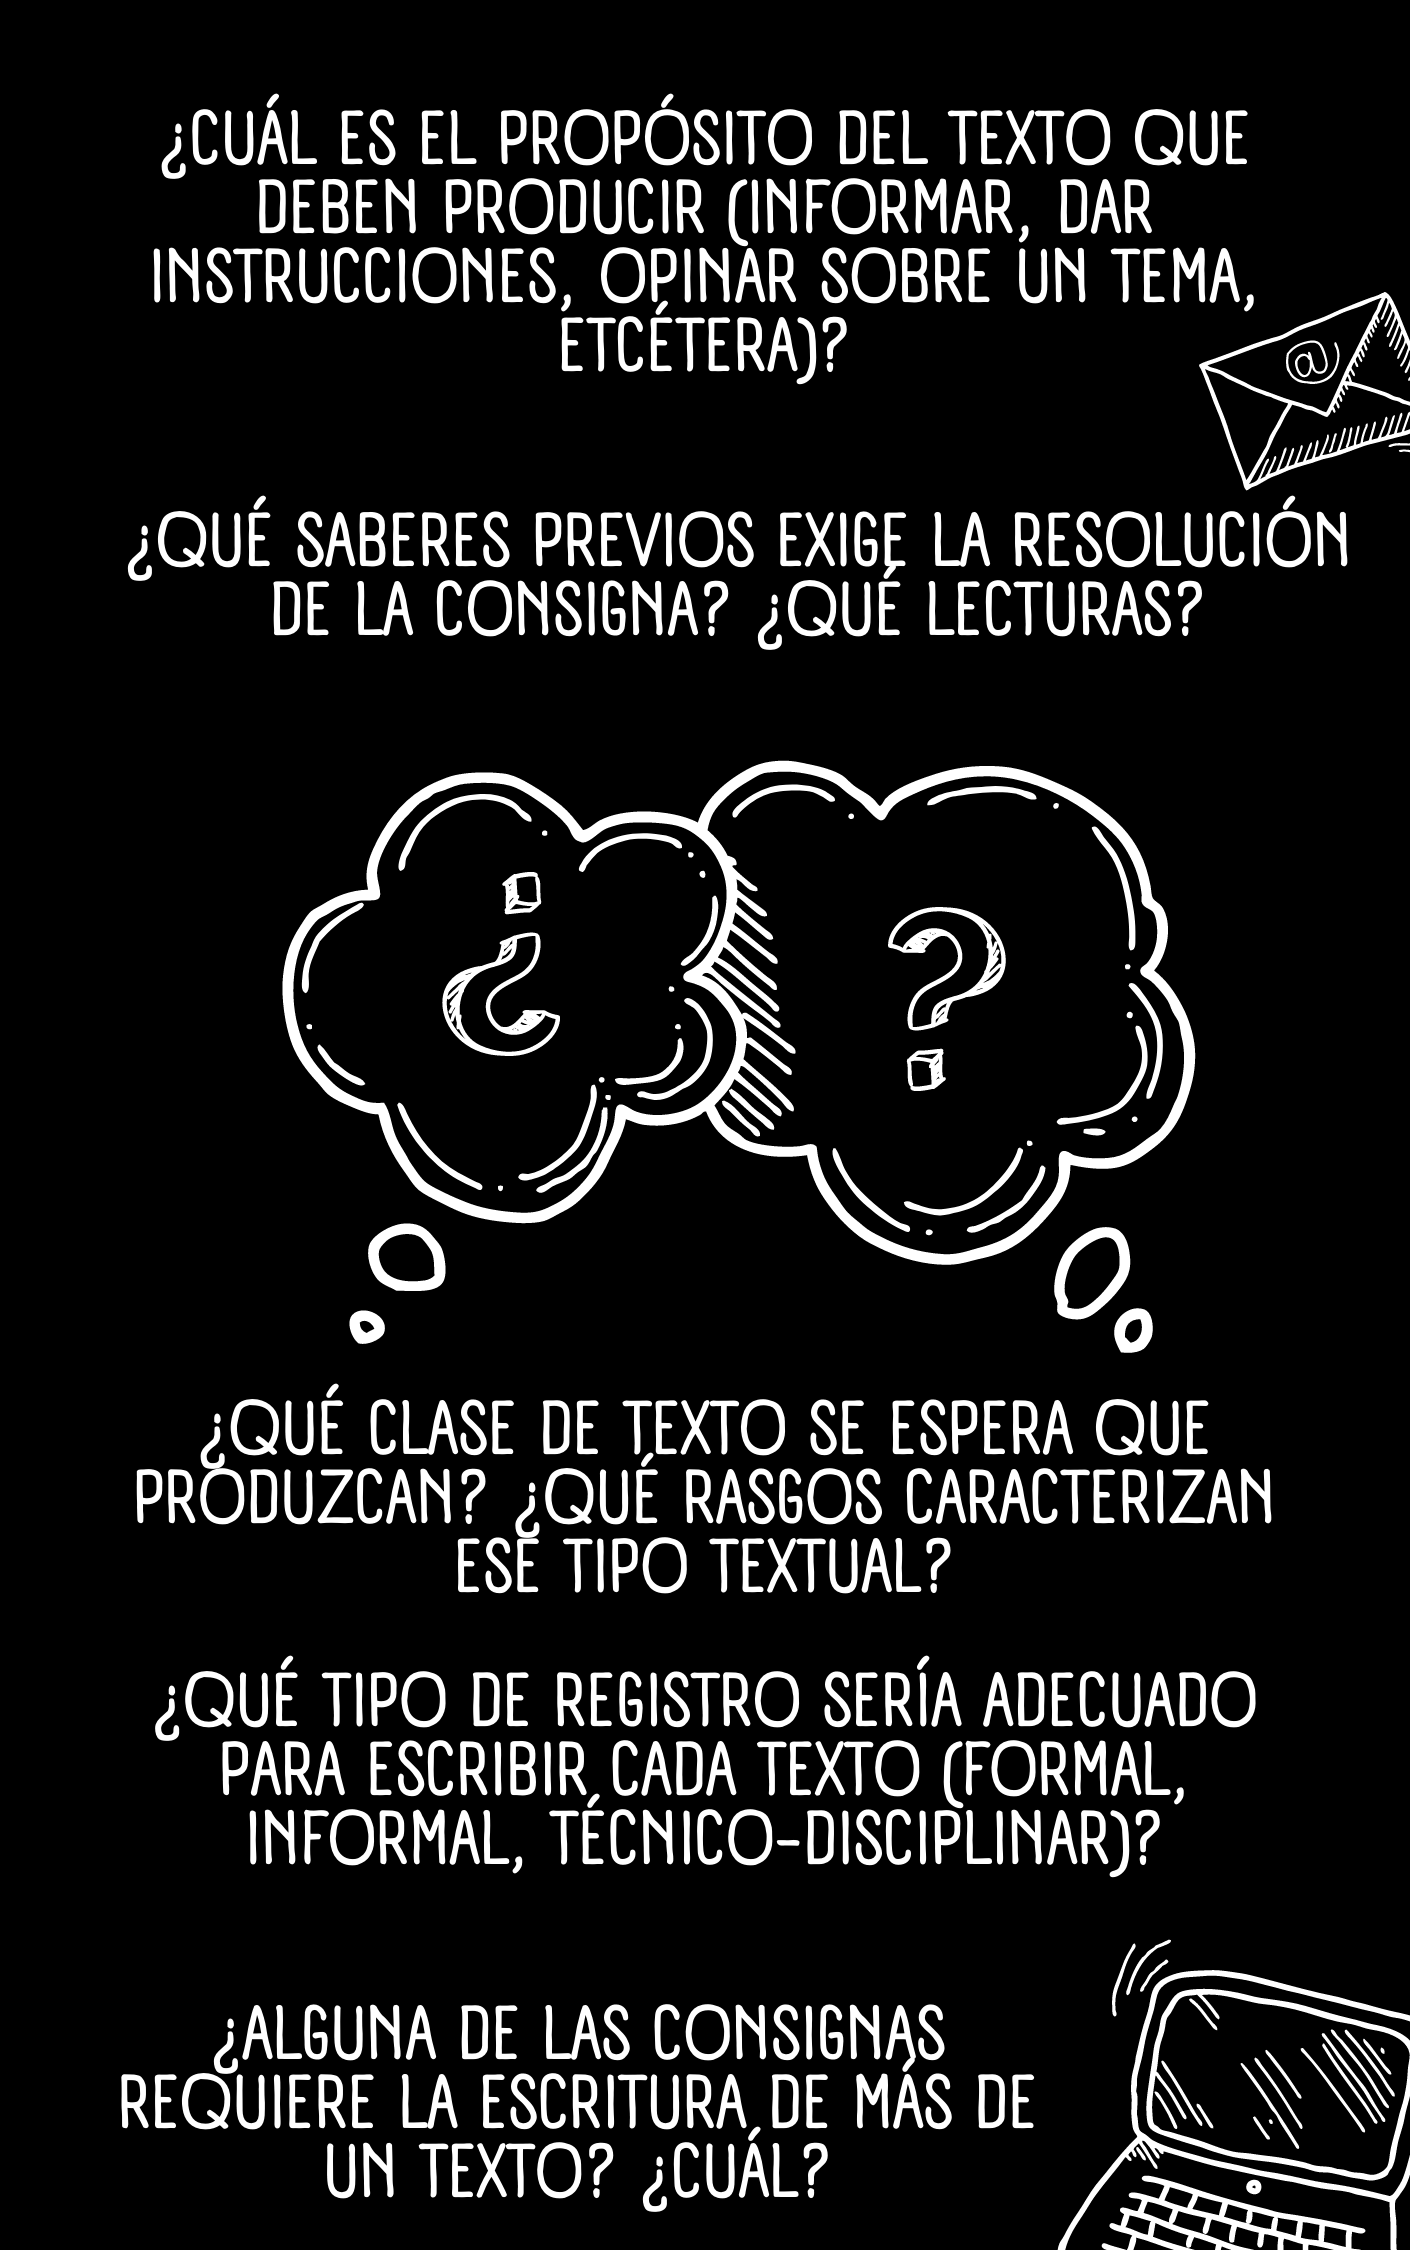 ¿CUÁL ES EL PROPÓSITO DEL TEXTO QUE
DEBEN PRODUCIR (INFORMAR, DAR
INSTRUCCIONES, OPINAR SOBRE UN TEMA,
ETCÉTERA)?
@
¿QUÉ SABERES PREVIOS EXIGE LA RESOLUCIÓN
DE LA CONSIGNA? ¿QUÉ LECTURAS?
¿ ?
¿QUÉ CLASE DE TEXTO SE ESPERA QUE
PRODUZCAN? ¿QUÉ RASGOS CARACTERIZAN
ESE TIPO TEXTUAL?
¿QUÉ TIPO DE REGISTRO SERÍA ADECUADO
PARA ESCRIBIR CADA TEXTO (FORMAL,
INFORMAL, TÉCNICO-DISCIPLINAR)?
¿ALGUNA DE LAS CONSIGNAS
REQUIERE LA ESCRITURA DE MÁS DE
UN TEXTO? ¿CUÁL?